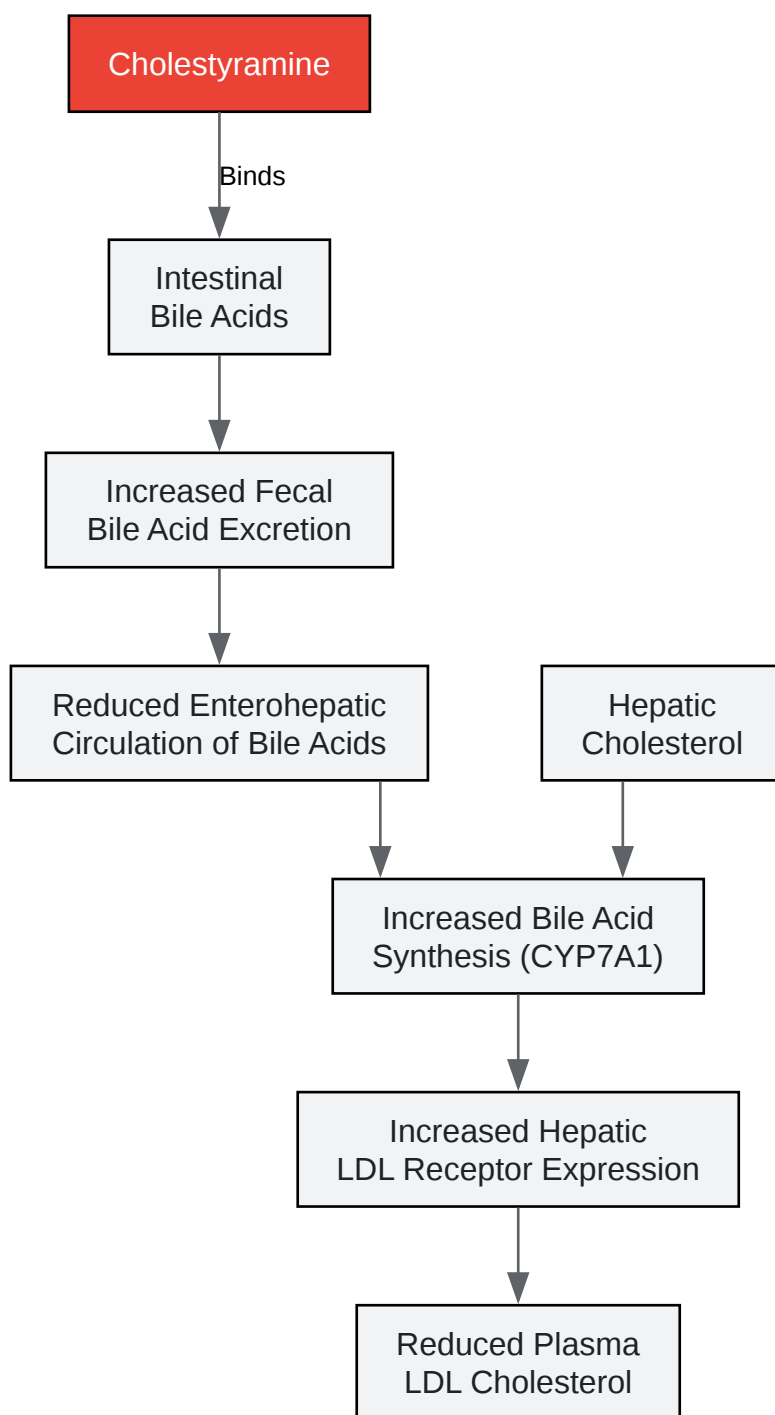 Cholestyramine
Binds
Intestinal
Bile Acids
Increased Fecal
Bile Acid Excretion
Reduced Enterohepatic
Circulation of Bile Acids
Hepatic
Cholesterol
Increased Bile Acid
Synthesis (CYP7A1)
Increased Hepatic
LDL Receptor Expression
Reduced Plasma
LDL Cholesterol